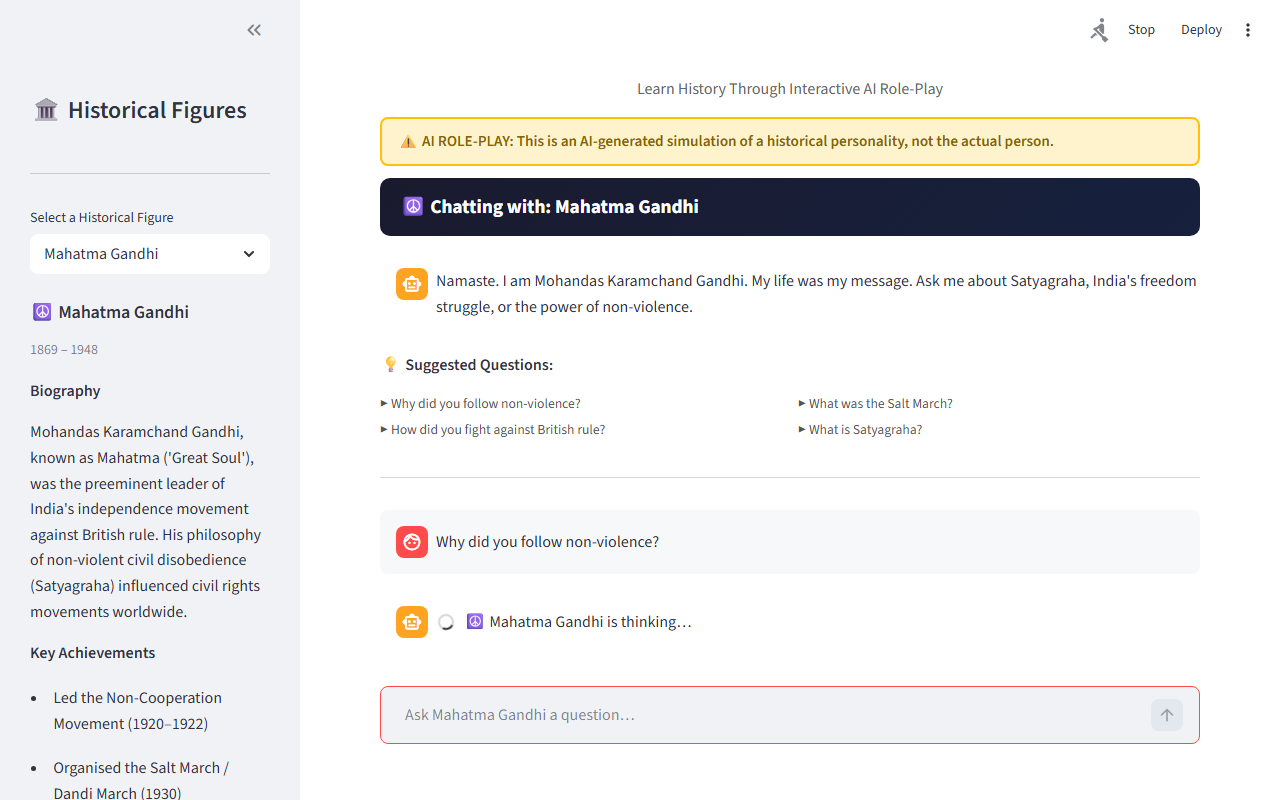 Historical Figures
Select a Historical Figure
Mahatma Gandhi
Mahatma Gandhi
1869 – 1948
Biography
Mohandas Karamchand Gandhi,
known as Mahatma ('Great Soul'),
was the preeminent leader of
India's independence movement
against British rule. His philosophy
of non-violent civil disobedience
(Satyagraha) influenced civil rights
movements worldwide.
Key Achievements
Led the Non-Cooperation
Movement (1920–1922)
Organised the Salt March /
Dandi March (1930)
Stop
Deploy
Learn History Through Interactive AI Role-Play
AI ROLE-PLAY: This is an AI-generated simulation of a historical personality, not the actual person.
Chatting with: Mahatma Gandhi
Namaste. I am Mohandas Karamchand Gandhi. My life was my message. Ask me about Satyagraha, India's freedom
struggle, or the power of non-violence.
Suggested Questions:
Why did you follow non-violence?
What was the Salt March?
How did you fight against British rule?
What is Satyagraha?
Why did you follow non-violence?
Mahatma Gandhi is thinking…
Ask Mahatma Gandhi a question…